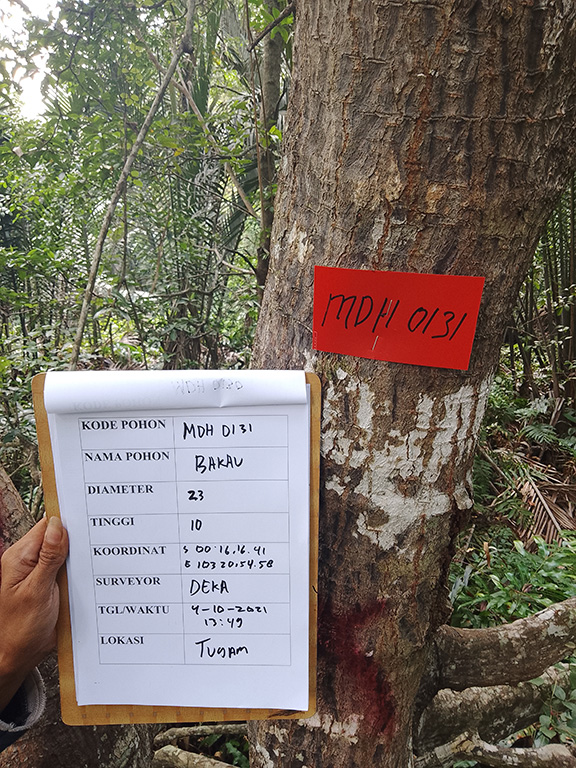 MDH 0131
KODE POHON MDH 0131
NAMA POHON BAKAU
DIAMETER 23
TINGGI 10
KOORDINAT S 00.16.16.41
E 103 20.54.58
SURVEYOR DEKA
TGL/WAKTU 4-10-2021
13:49
LOKASI TUGAM